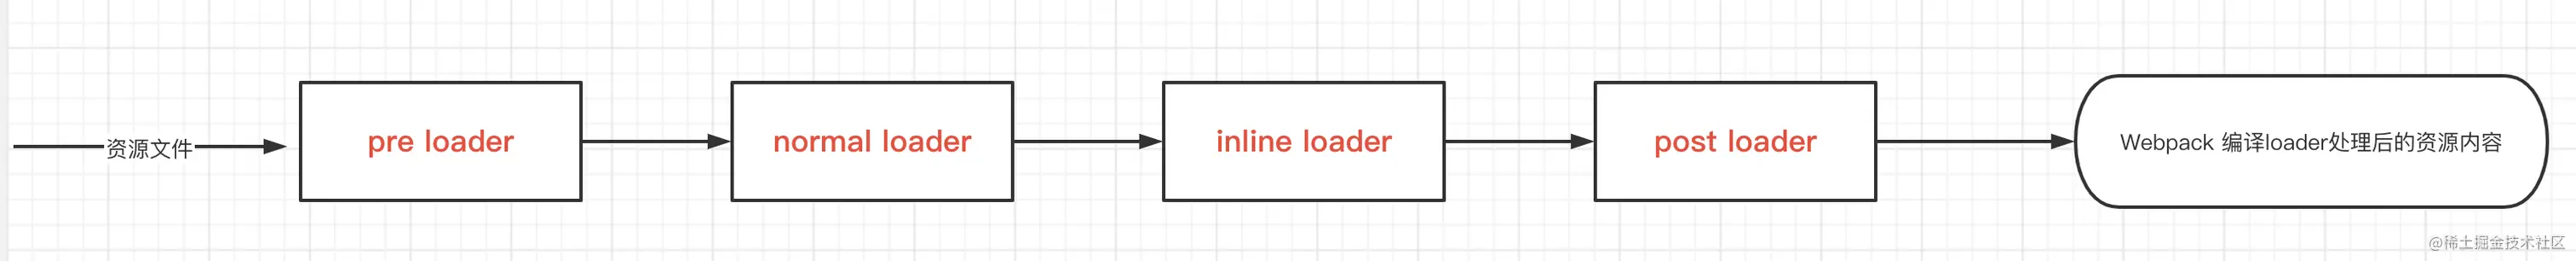 资源文件
pre loader
normal loader
inline loader
post loader
Webpack 编译loader处理后的资源内容
@稀土掘金技术社区